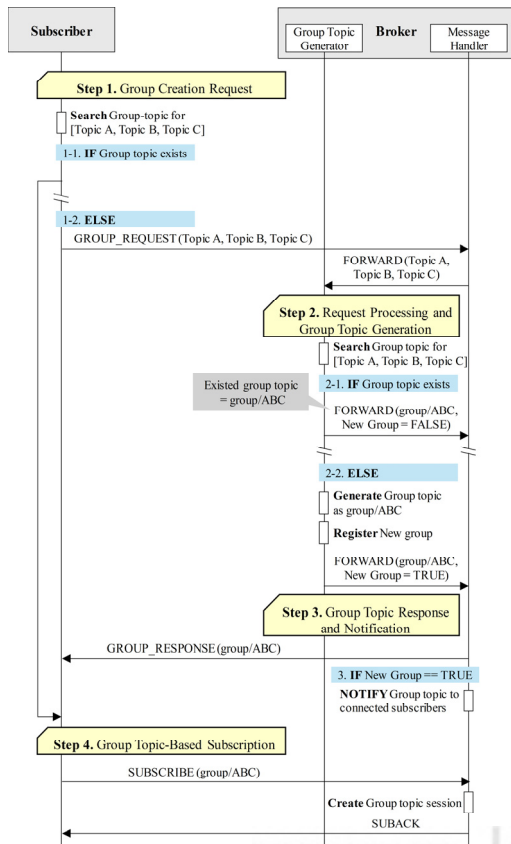 Subscriber
Broker
Group Topic
Generator
Message
Handler
Step 1. Group Creation Request
Search Group-topic for
[Topic A, Topic B, Topic C]
1-1. IF Group topic exists
1-2. ELSE
GROUP_REQUEST (Topic A, Topic B, Topic C)
FORWARD (Topic A,
Topic B, Topic C)
Step 2. Request Processing and
Group Topic Generation
Search Group topic for
[Topic A, Topic B, Topic C]
2-1. IF Group topic exists
Existed group topic
= group/ABC
FORWARD (group/ABC,
New Group = FALSE)
2-2. ELSE
Generate Group topic
as group/ABC
Register New group
FORWARD (group/ABC,
New Group = TRUE)
Step 3. Group Topic Response
and Notification
GROUP_RESPONSE (group/ABC)
3. IF New Group == TRUE
NOTIFY Group topic to
connected subscribers
Step 4. Group Topic-Based Subscription
SUBSCRIBE (group/ABC)
Create Group topic session
SUBACK